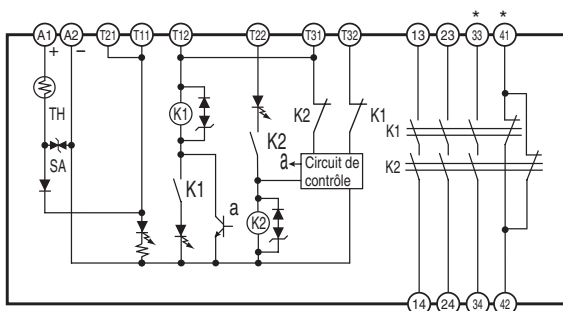 * *
A1 A2 T21 T11 T12 T22 T31 T32 13 23 33 41
+ −
TH
SA
K1
K1
a
K2
K2
K2
K1
a
Circuit de
contrôle
K1
K2
14 24 34 42